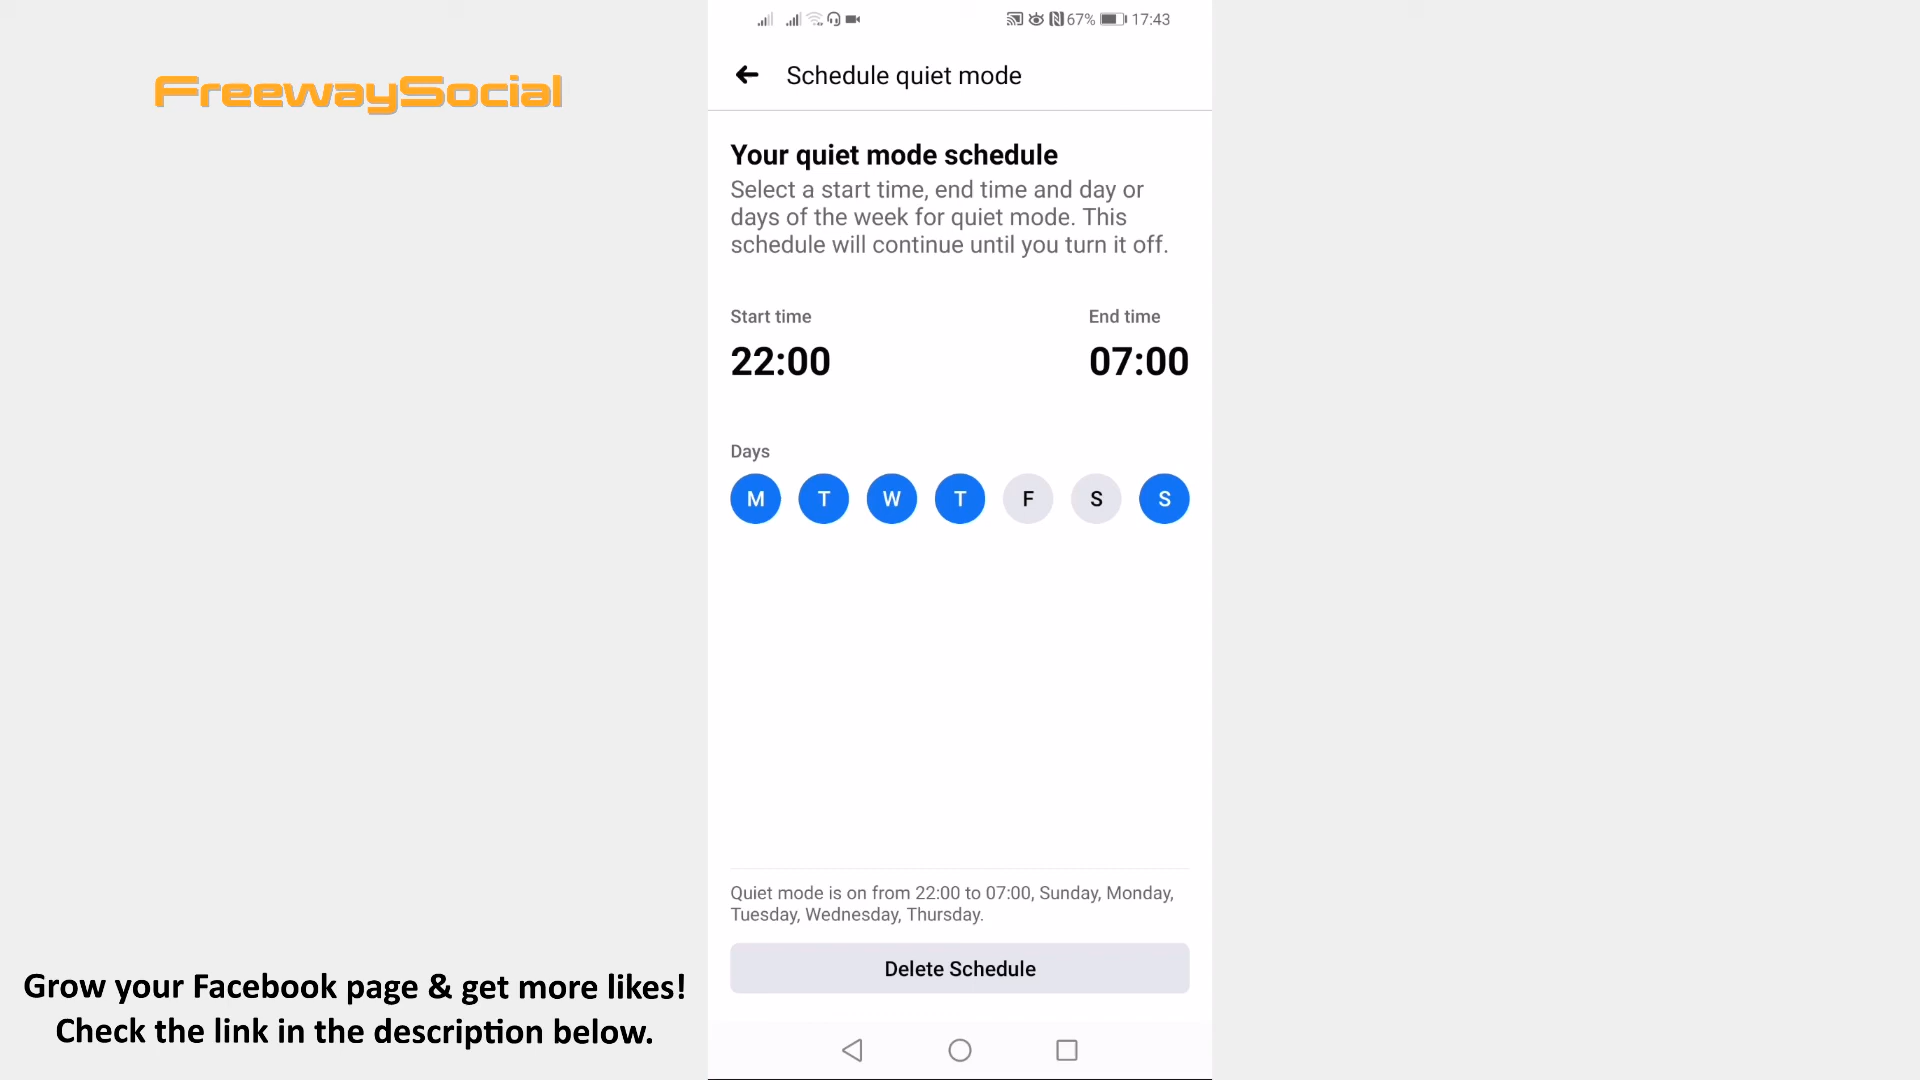 FreewaySocial
67% 17:43
Schedule quiet mode
Your quiet mode schedule
Select a start time, end time and day or
days of the week for quiet mode. This
schedule will continue until you turn it off.
Start time End time
22:00 07:00
Days
M T W T F S S
Quiet mode is on from 22:00 to 07:00, Sunday, Monday,
Tuesday, Wednesday, Thursday.
Delete Schedule
Grow your Facebook page & get more likes!
Check the link in the description below.